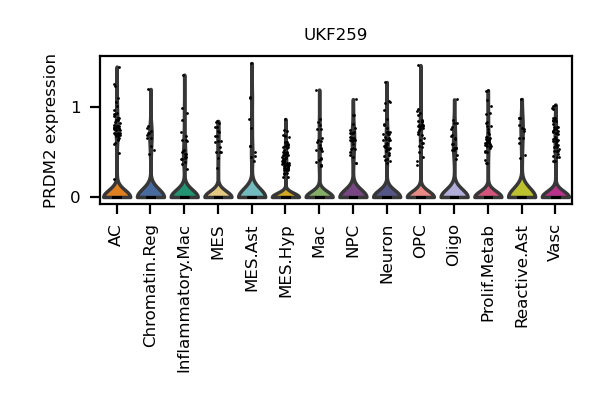 UKF259
PRDM2 expression
1
0
AC
Chromatin.Reg
Inflammatory.Mac
MES
MES.Ast
MES.Hyp
Mac
NPC
Neuron
OPC
Oligo
Prolif.Metab
Reactive.Ast
Vasc